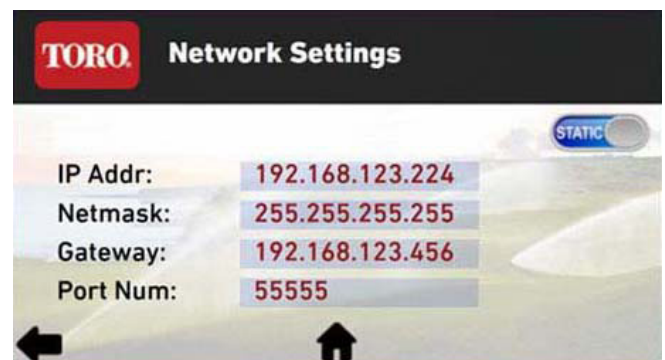 TORO.
Network Settings
STATIC
IP Addr: 192.168.123.224
Netmask: 255.255.255.255
Gateway: 192.168.123.456
Port Num: 55555